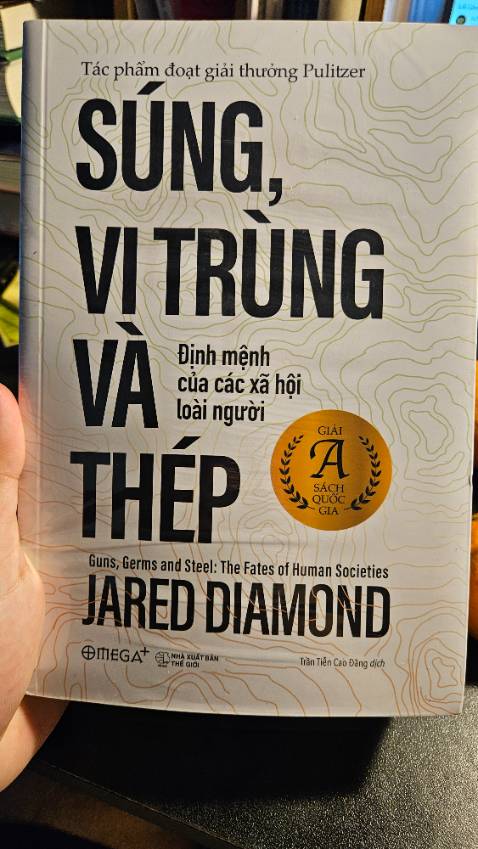 Tác phẩm đoạt giải thưởng Pulitzer
SÚNG,
VI TRÙNG
VÀ
Định mệnh
của các xã hội
loài người
THÉP
GIẢI
A
SÁCH
QUỐC
GIA
Guns, Germs and Steel: The Fates of Human Societies
JARED DIAMOND
OMEGA+
NHÀ XUẤT BẢN
THẾ GIỚI
Trần Tiễn Cao Đăng dịch